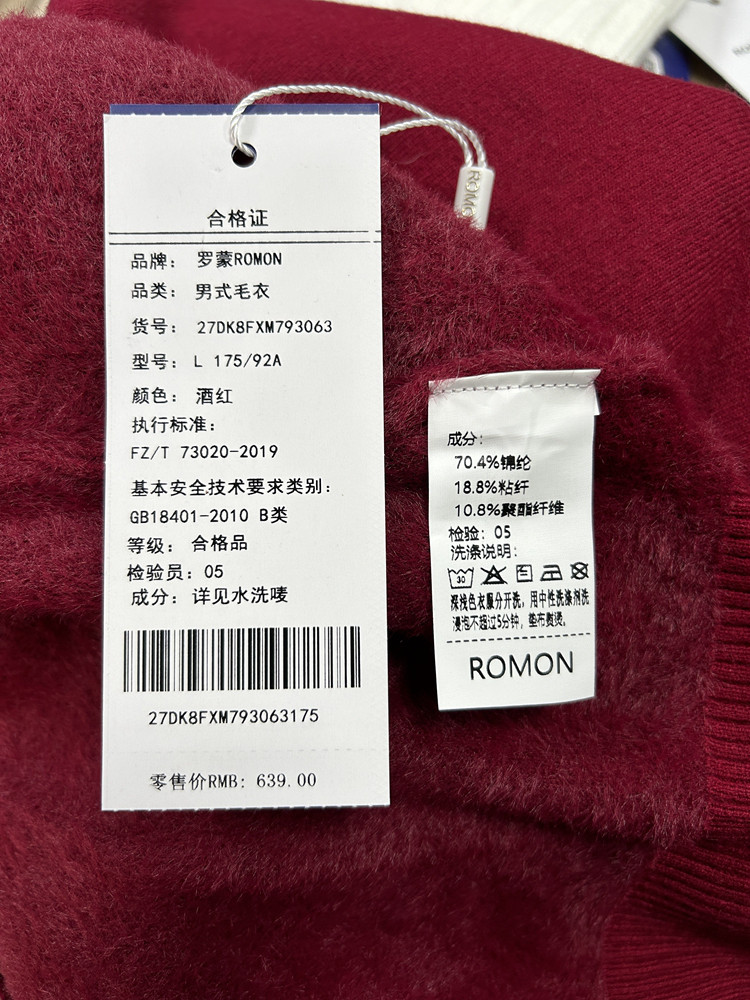 合格证
品牌： 罗蒙ROMON
品类： 男式毛衣
货号： 27DK8FXM793063
型号： L 175/92A
颜色： 酒红
执行标准：
FZ/T 73020-2019
基本安全技术要求类别：
GB18401-2010 B类
等级： 合格品
检验员：05
成分：详见水洗唛
27DK8FXM793063175
零售价RMB: 639.00
ROMO
成分：
70.4%锦纶
18.8%粘纤
10.8%聚酯纤维
检验：05
洗涤说明：
30
深浅色衣服分开洗，用中性洗涤剂洗
浸泡不超过5分钟，垫布熨烫。
ROMON